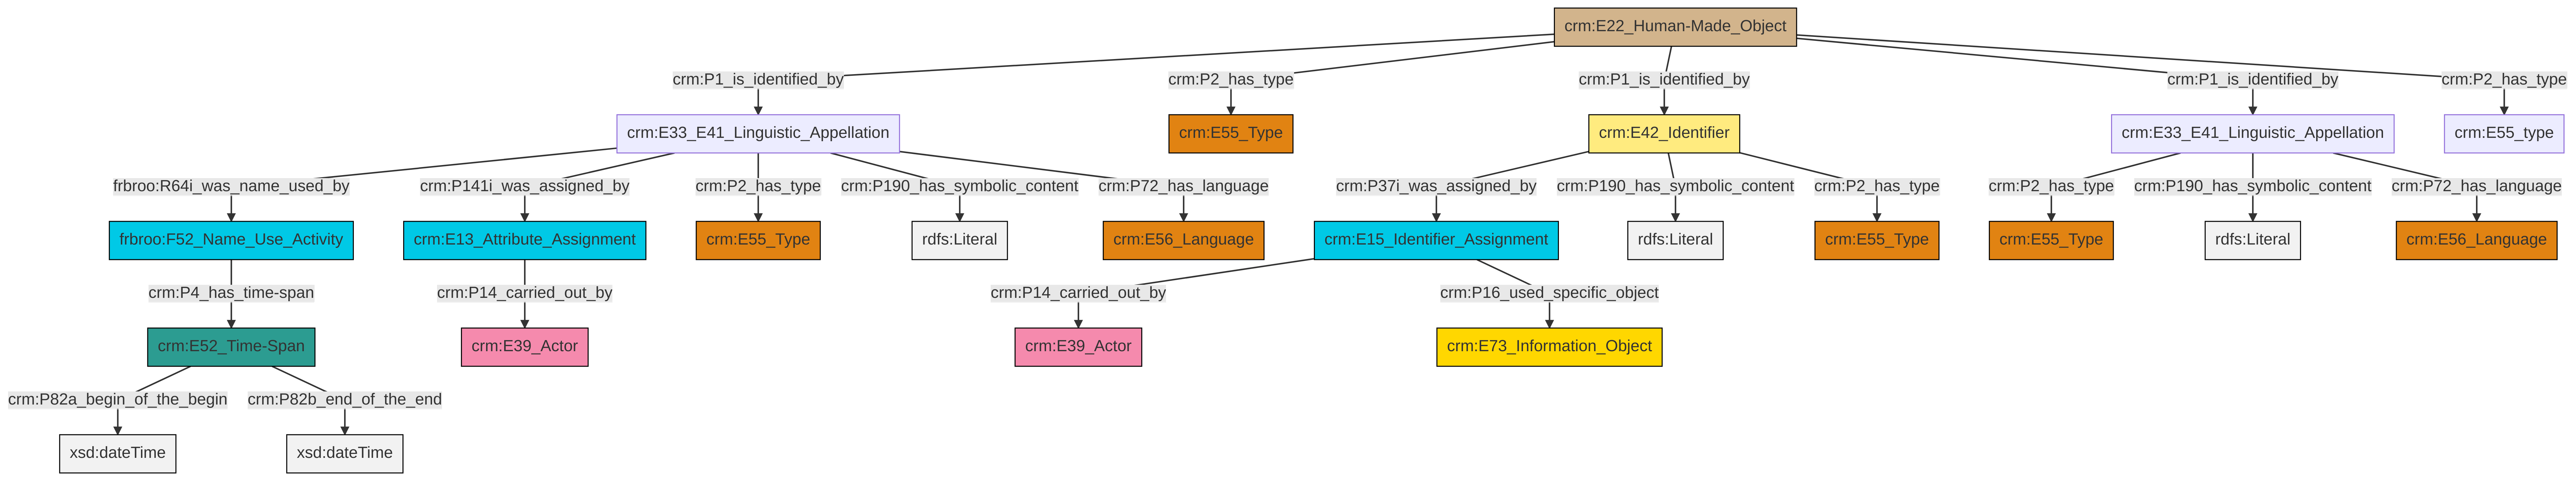 crm:E22_Human-Made_Object
crm:P1_is_identified_by
crm:P2_has_type
crm:P1_is_identified_by
crm:P1_is_identified_by
crm:P2_has_type
crm:E33_E41_Linguistic_Appellation
crm:E55_Type
crm:E42_Identifier
crm:E33_E41_Linguistic_Appellation
crm:E55_type
frbroo:R64i_was_name_used_by
crm:P141i_was_assigned_by
crm:P2_has_type
crm:P190_has_symbolic_content
crm:P72_has_language
crm:P37i_was_assigned_by
crm:P190_has_symbolic_content
crm:P2_has_type
crm:P2_has_type
crm:P190_has_symbolic_content
crm:P72_has_language
frbroo:F52_Name_Use_Activity
crm:E13_Attribute_Assignment
crm:E55_Type
rdfs:Literal
crm:E56_Language
crm:E15_Identifier_Assignment
rdfs:Literal
crm:E55_Type
crm:E55_Type
rdfs:Literal
crm:E56_Language
crm:P4_has_time-span
crm:P14_carried_out_by
crm:P14_carried_out_by
crm:P16_used_specific_object
crm:E52_Time-Span
crm:E39_Actor
crm:E39_Actor
crm:E73_Information_Object
crm:P82a_begin_of_the_begin
crm:P82b_end_of_the_end
xsd:dateTime
xsd:dateTime